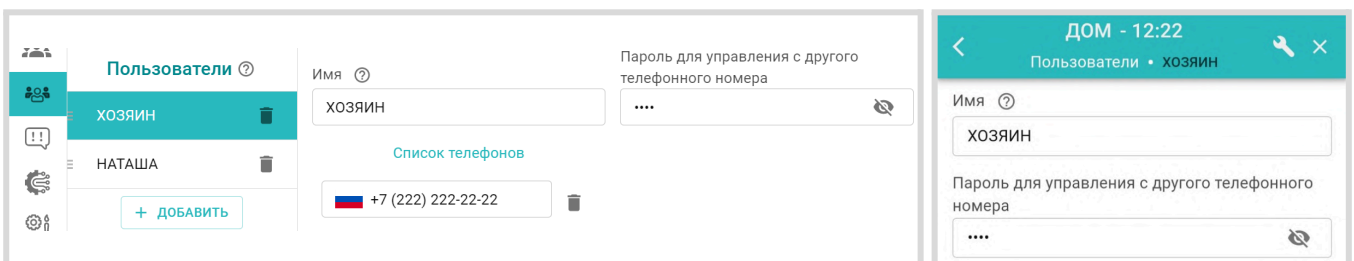 Пользователи
ХОЗЯИН
НАТАША
+ ДОБАВИТЬ
Имя
ХОЗЯИН
Пароль для управления с другого
телефонного номера
••••
Список телефонов
+7 (222) 222-22-22
ДОМ - 12:22
Пользователи • ХОЗЯИН
Имя
ХОЗЯИН
Пароль для управления с другого телефонного
номера
••••